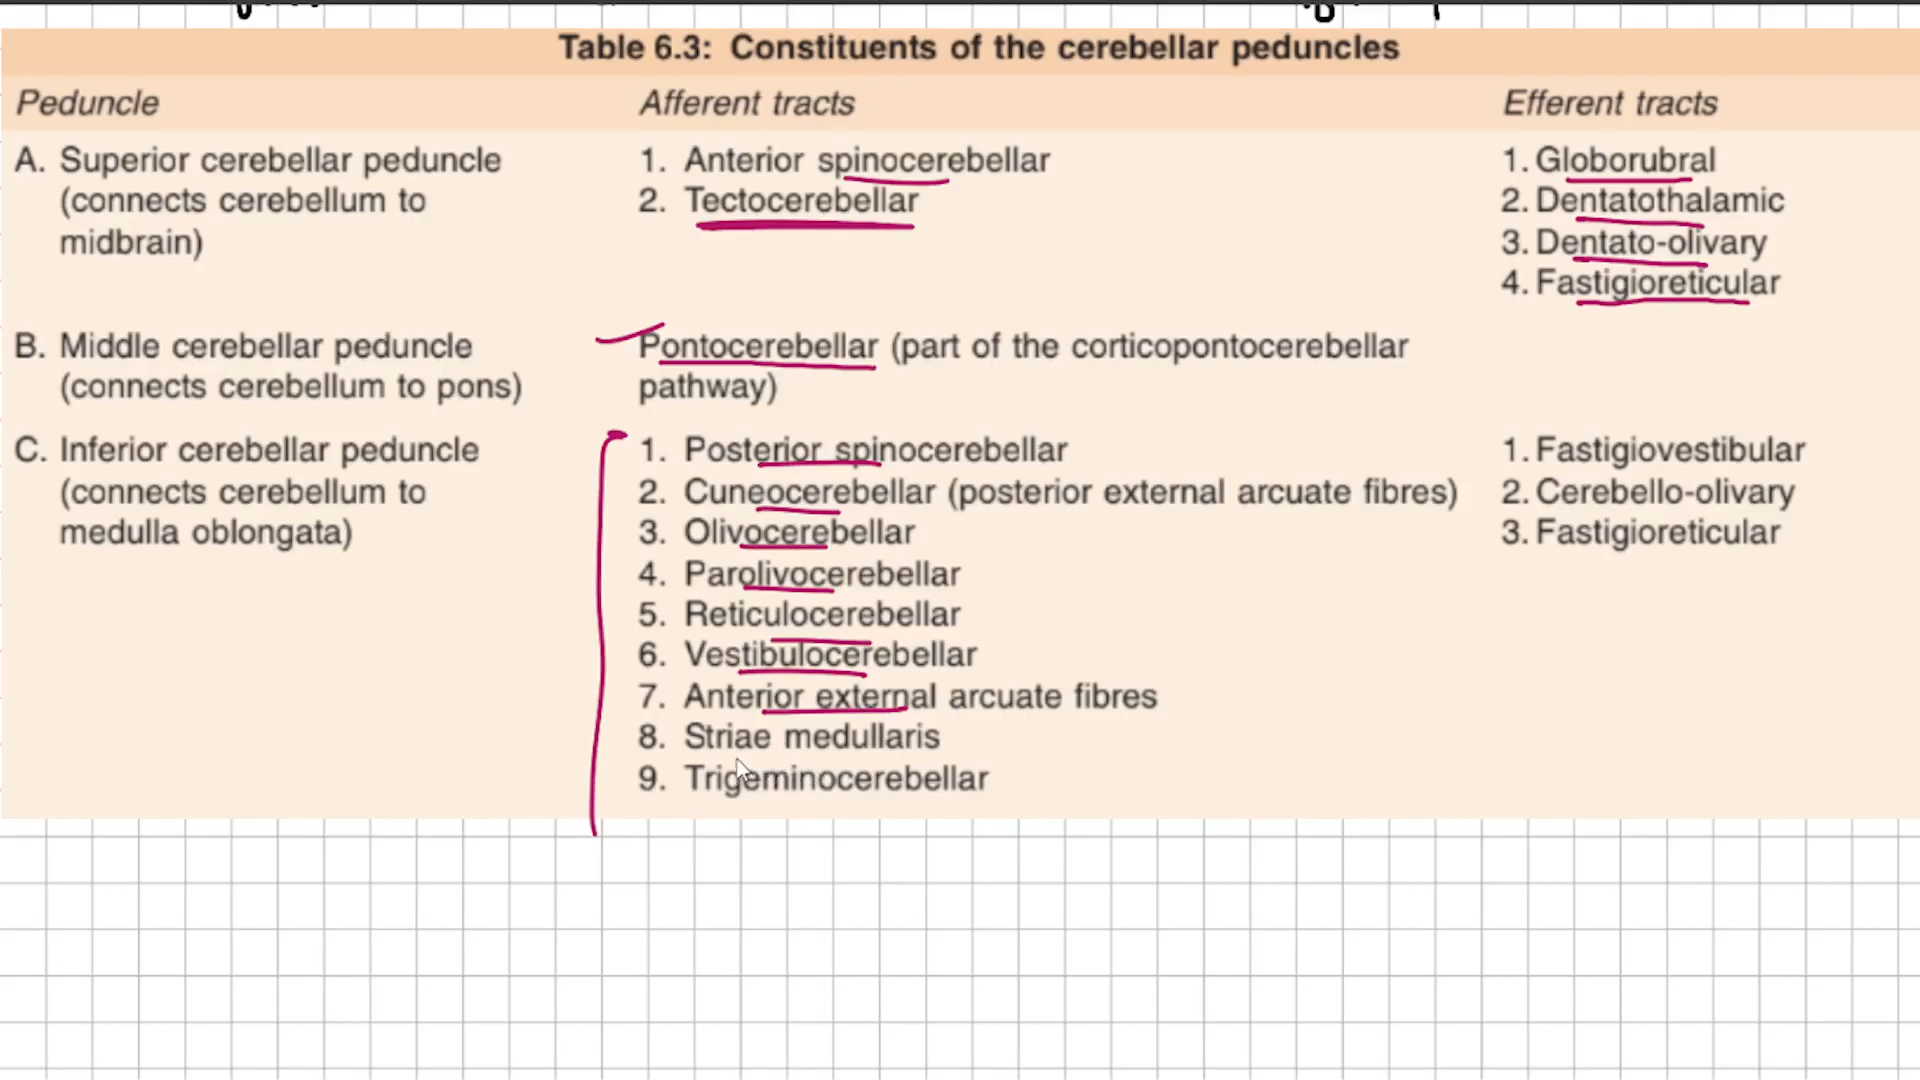 Table 6.3: Constituents of the cerebellar peduncles
Peduncle Afferent tracts Efferent tracts
A. Superior cerebellar peduncle (connects cerebellum to midbrain)
1. Anterior spinocerebellar
2. Tectocerebellar
1. Globorubral
2. Dentatothalamic
3. Dentato-olivary
4. Fastigioreticular
B. Middle cerebellar peduncle
(connects cerebellum to pons)
Pontocerebellar (part of the corticopontocerebellar
pathway)
C. Inferior cerebellar peduncle
(connects cerebellum to
medulla oblongata)
1. Posterior spinocerebellar
2. Cuneocerebellar (posterior external arcuate fibres)
3. Olivocerebellar
4. Parolivocerebellar
5. Reticulocerebellar
6. Vestibulocerebellar
7. Anterior external arcuate fibres
8. Striae medullaris
9. Trigeminocerebellar
1. Fastigiovestibular
2. Cerebello-olivary
3. Fastigioreticular